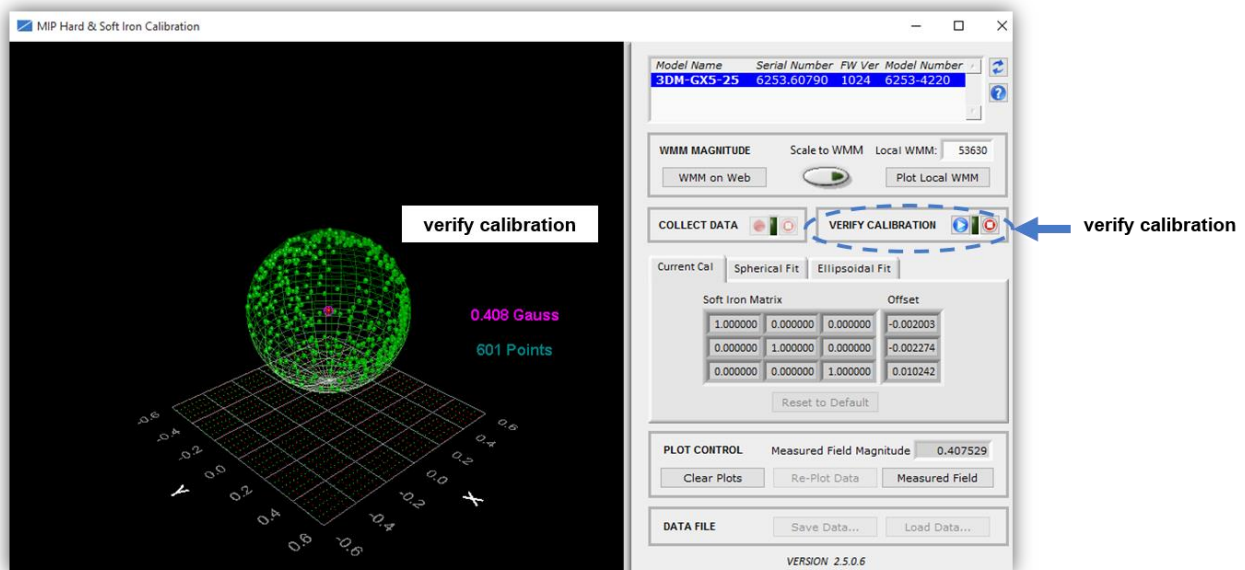 MIP Hard & Soft Iron Calibration
Model Name Serial Number FW Ver Model Number
3DM-GX5-25 6253.60790 1024 6253-4220
WMM MAGNITUDE Scale to WMM Local WMM: 53630
WMM on Web Plot Local WMM
verify calibration
COLLECT DATA VERIFY CALIBRATION
verify calibration
Current Cal Spherical Fit Ellipsoidal Fit
Soft Iron Matrix Offset
1.000000 0.000000 0.000000 -0.002003
0.000000 1.000000 0.000000 -0.002274
0.000000 0.000000 1.000000 0.010242
Reset to Default
0.408 Gauss
601 Points
-0.6
-0.4
-0.2
0.0
0.2
0.4
0.6
Y
-0.6
-0.4
-0.2
0.0
0.2
0.4
0.6
X
PLOT CONTROL Measured Field Magnitude 0.407529
Clear Plots Re-Plot Data Measured Field
DATA FILE Save Data... Load Data...
VERSION 2.5.0.6